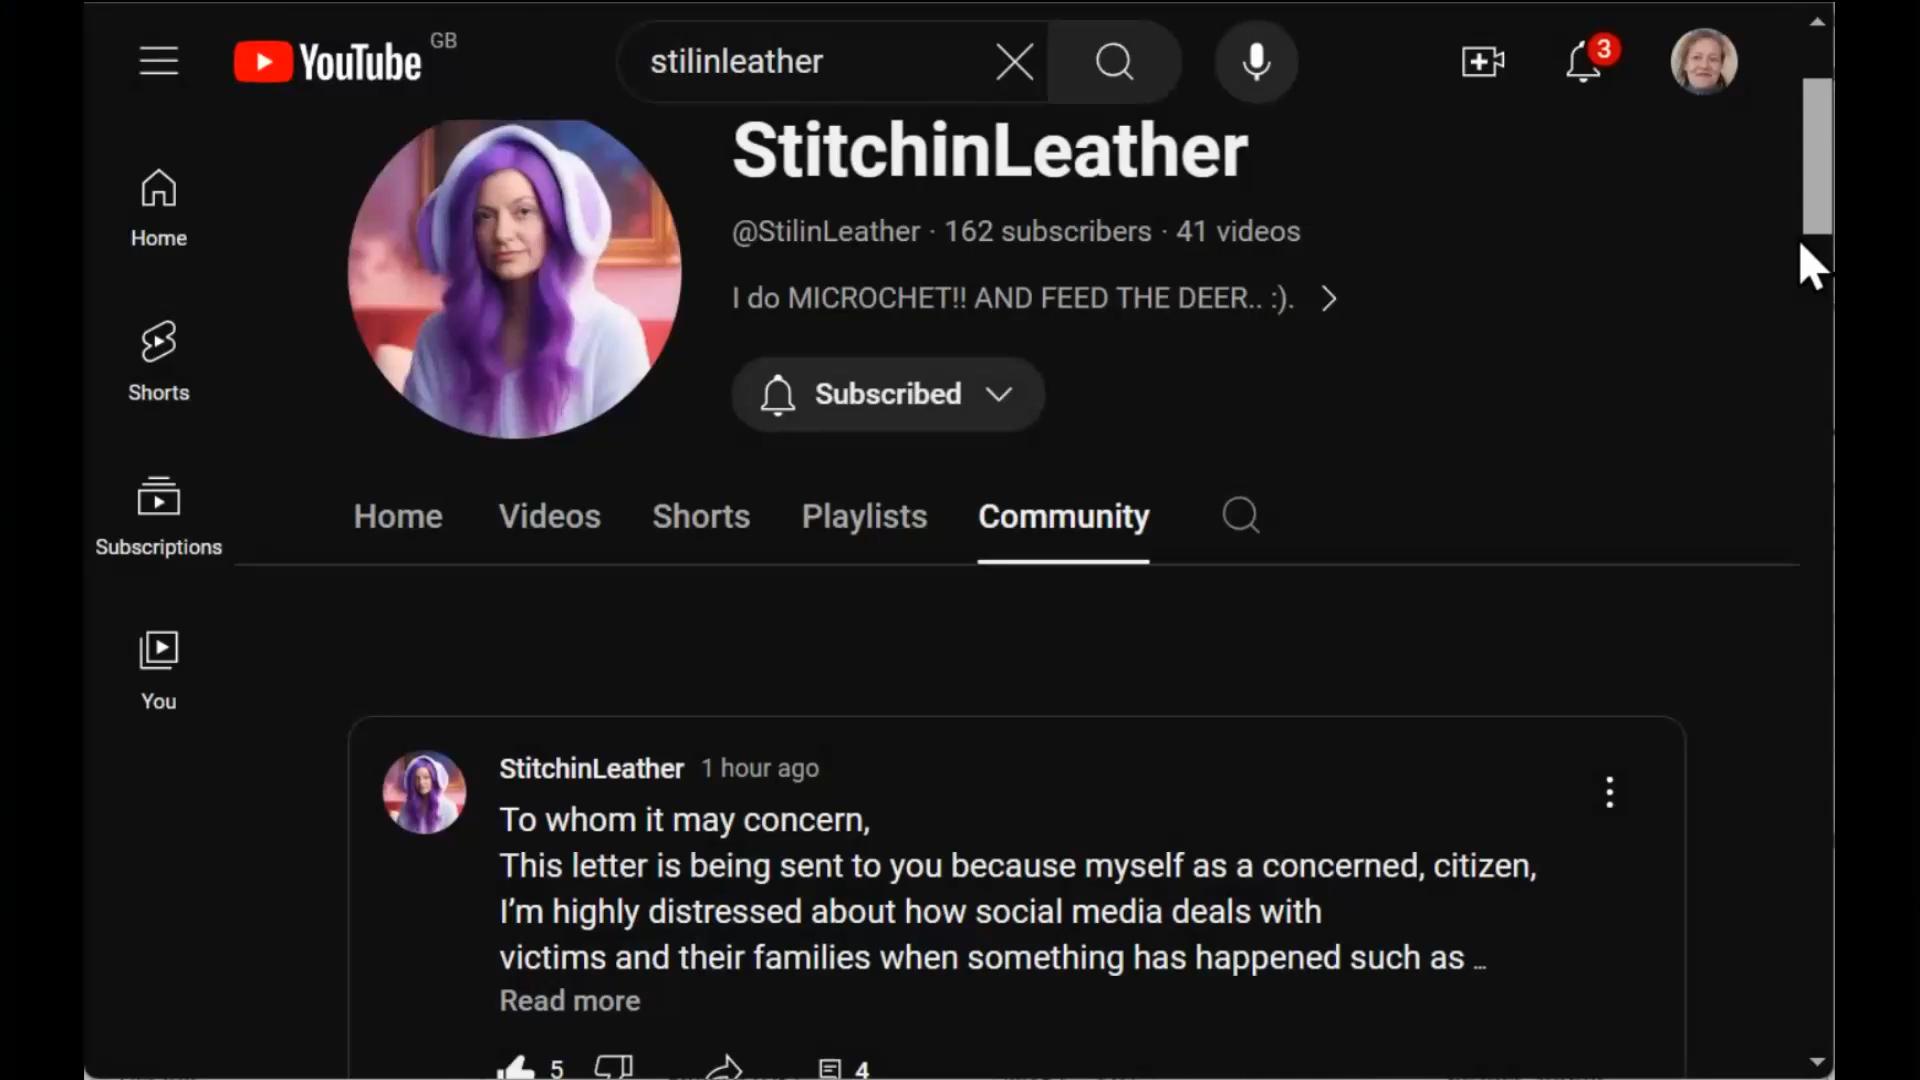 YouTube GB
stilinleather
3
StitchinLeather
@StilinLeather · 162 subscribers · 41 videos
I do MICROCHET!! AND FEED THE DEER.. :).
Subscribed
Home
Shorts
Subscriptions
You
Home Videos Shorts Playlists Community
StitchinLeather 1 hour ago
To whom it may concern,
This letter is being sent to you because myself as a concerned, citizen,
I’m highly distressed about how social media deals with
victims and their families when something has happened such as ...
Read more
5 4